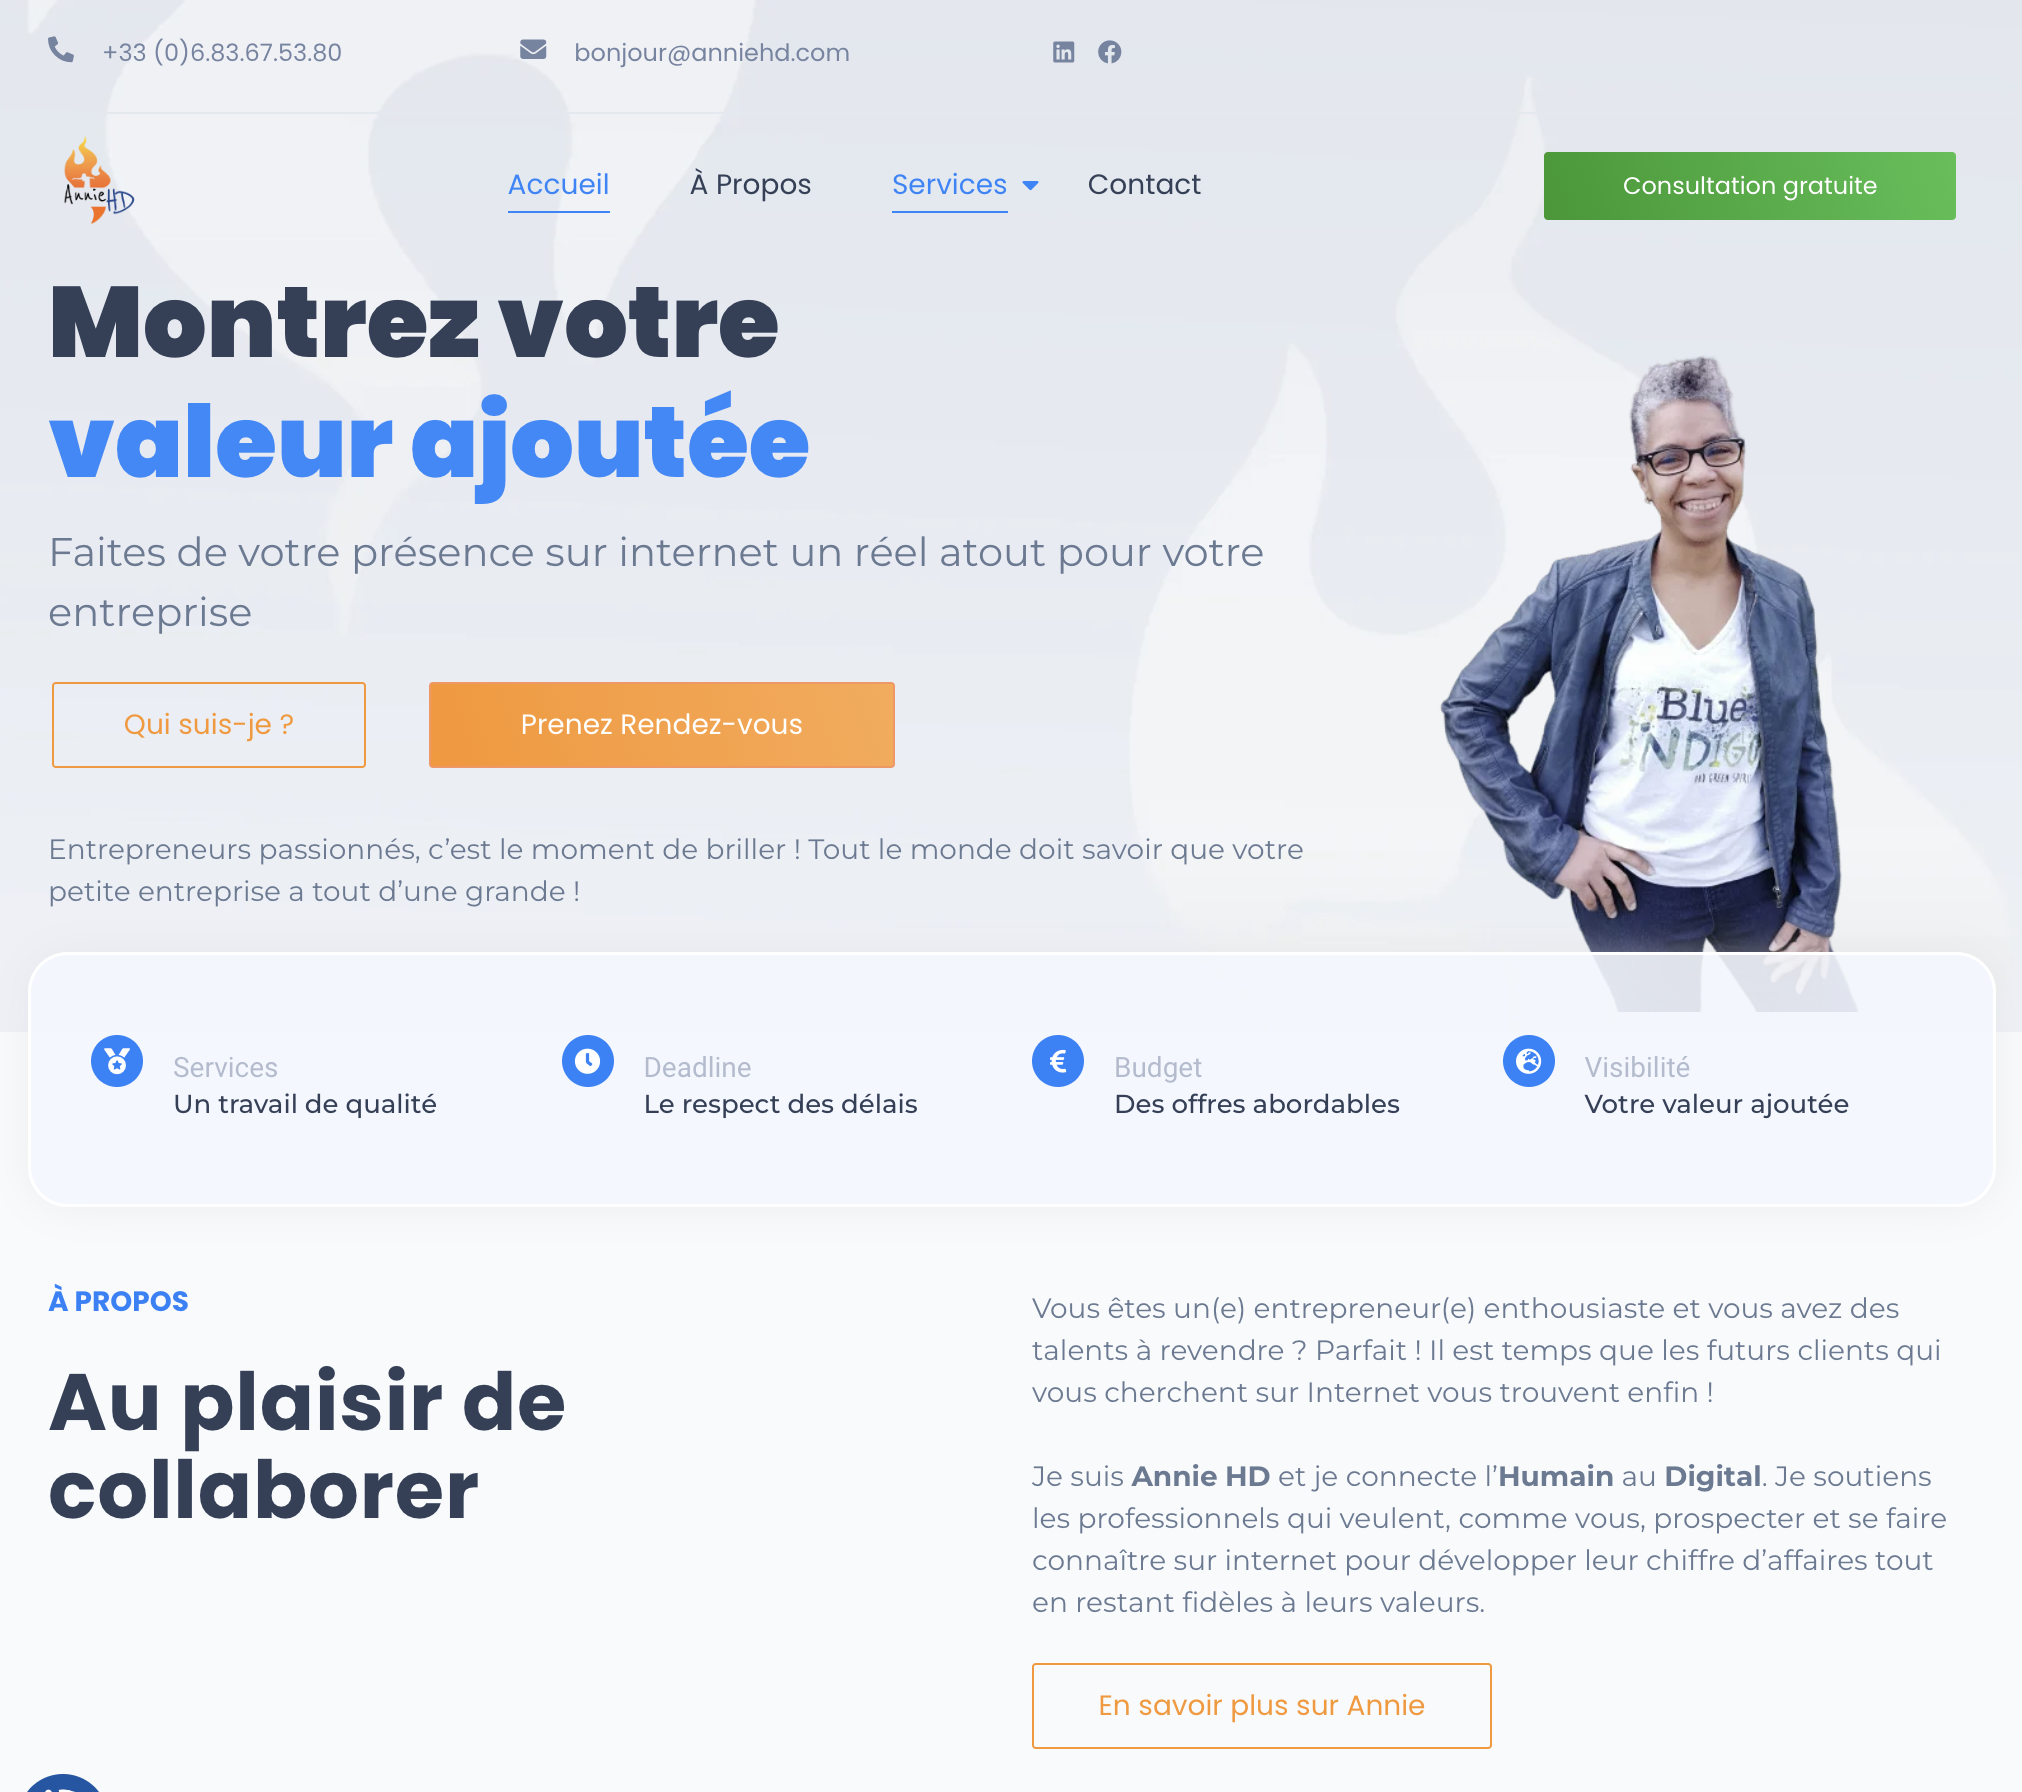 +33 (0)6.83.67.53.80
bonjour@anniehd.com
AnnieHD
Accueil
À Propos
Services
Contact
Consultation gratuite
Montrez votre
valeur ajoutée
Faites de votre présence sur internet un réel atout pour votre
entreprise
Qui suis-je ?
Prenez Rendez-vous
Blue
INDIGO
AND GREEN SPIRI
Entrepreneurs passionnés, c’est le moment de briller ! Tout le monde doit savoir que votre
petite entreprise a tout d’une grande !
Services
Un travail de qualité
Deadline
Le respect des délais
Budget
Des offres abordables
Visibilité
Votre valeur ajoutée
À PROPOS
Au plaisir de
collaborer
Vous êtes un(e) entrepreneur(e) enthousiaste et vous avez des
talents à revendre ? Parfait ! Il est temps que les futurs clients qui
vous cherchent sur Internet vous trouvent enfin !
Je suis Annie HD et je connecte l’Humain au Digital. Je soutiens
les professionnels qui veulent, comme vous, prospecter et se faire
connaître sur internet pour développer leur chiffre d’affaires tout
en restant fidèles à leurs valeurs.
En savoir plus sur Annie